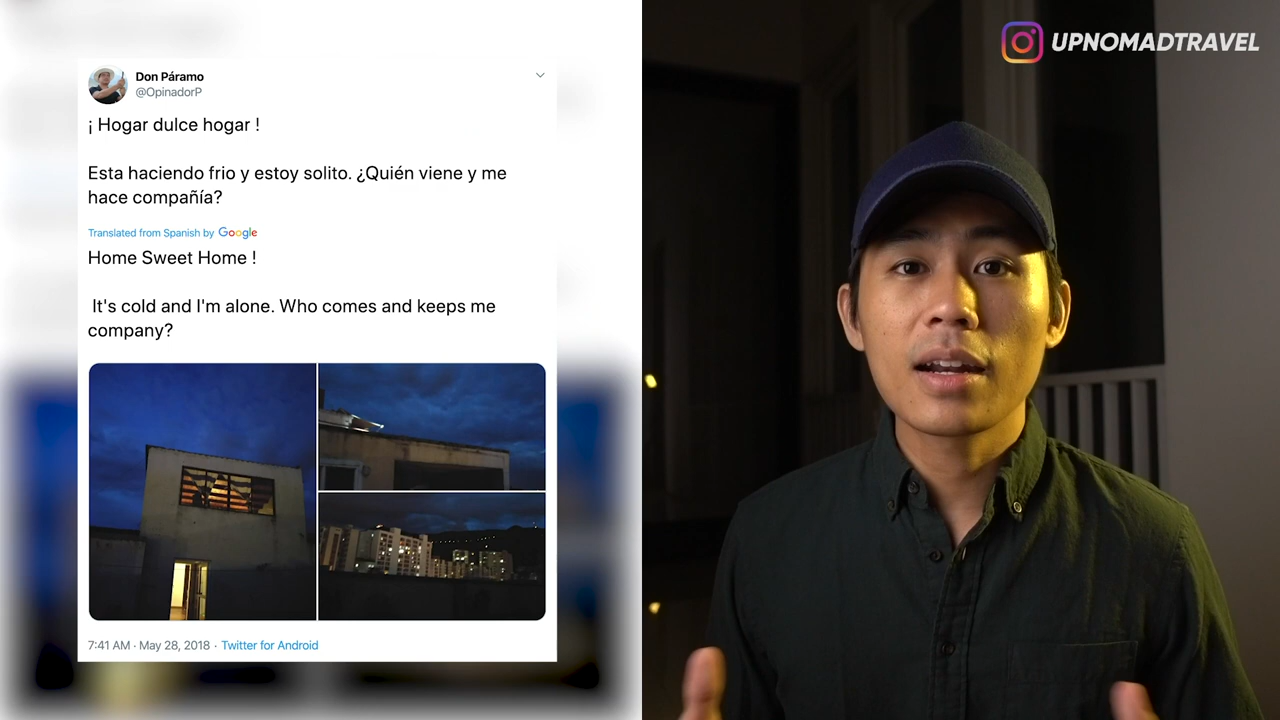 UPNOMADTRAVEL
Don Páramo
@OpinadorP
¡ Hogar dulce hogar !
Esta haciendo frio y estoy solito. ¿Quién viene y me
hace compañía?
Translated from Spanish by Google
Home Sweet Home !
It's cold and I'm alone. Who comes and keeps me
company?
7:41 AM · May 28, 2018 · Twitter for Android